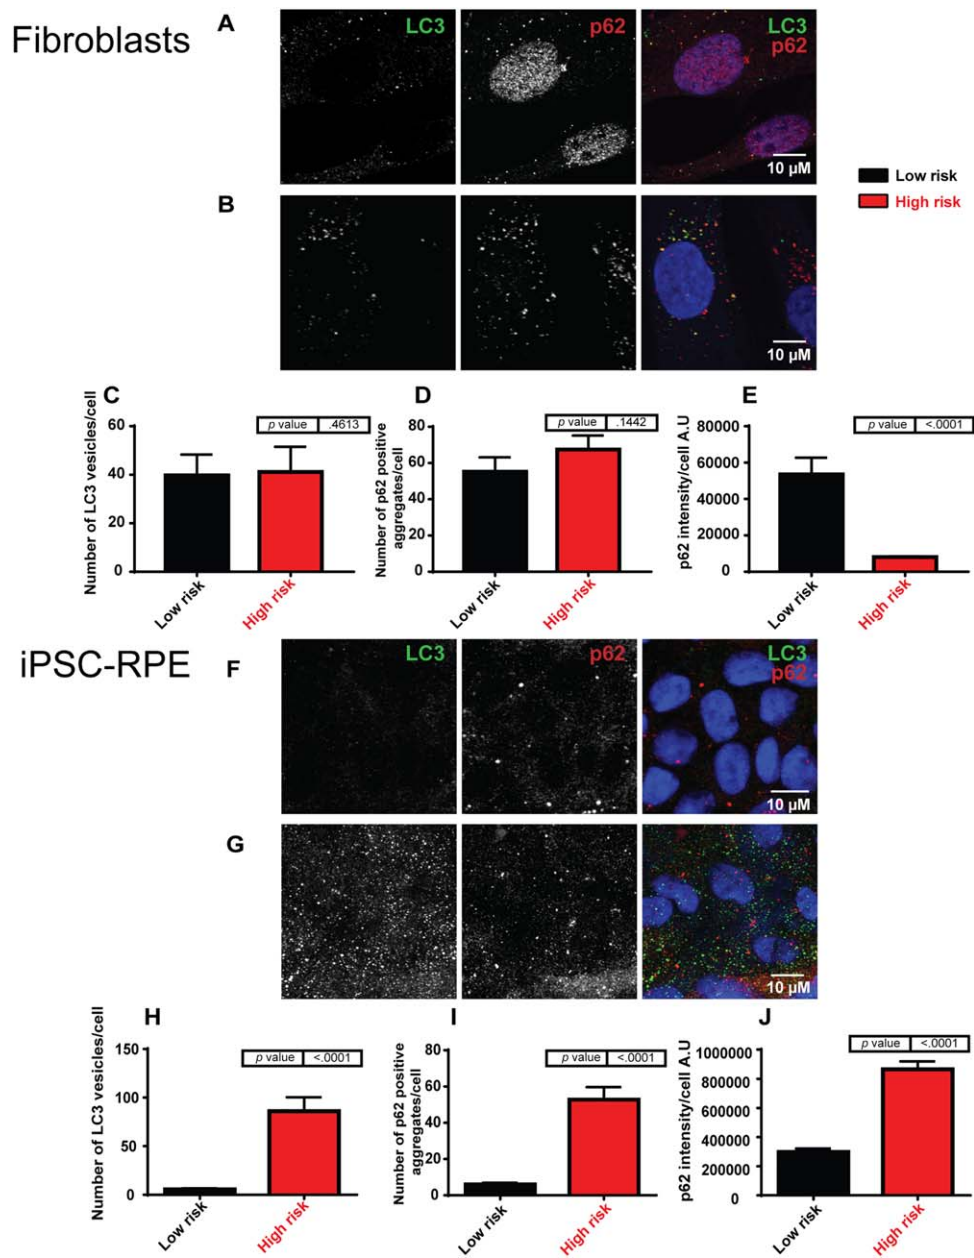 Fibroblasts
A
LC3
p62
LC3
p62
10 µM
Low risk
High risk
B
10 µM
C
Number of LC3 vesicles/cell
p value .4613
60
40
20
0
Low risk
High risk
D
Number of p62 positive
aggregates/cell
p value .1442
80
60
40
20
0
Low risk
High risk
E
p62 intensity/cell A.U
p value <.0001
80000
60000
40000
20000
0
Low risk
High risk
iPSC-RPE
F
LC3
p62
LC3
p62
10 µM
G
10 µM
H
Number of LC3 vesicles/cell
p value <.0001
150
100
50
0
Low risk
High risk
I
Number of p62 positive
aggregates/cell
p value <.0001
80
60
40
20
0
Low risk
High risk
J
p62 intensity/cell A.U
p value <.0001
1000000
800000
600000
400000
200000
0
Low risk
High risk